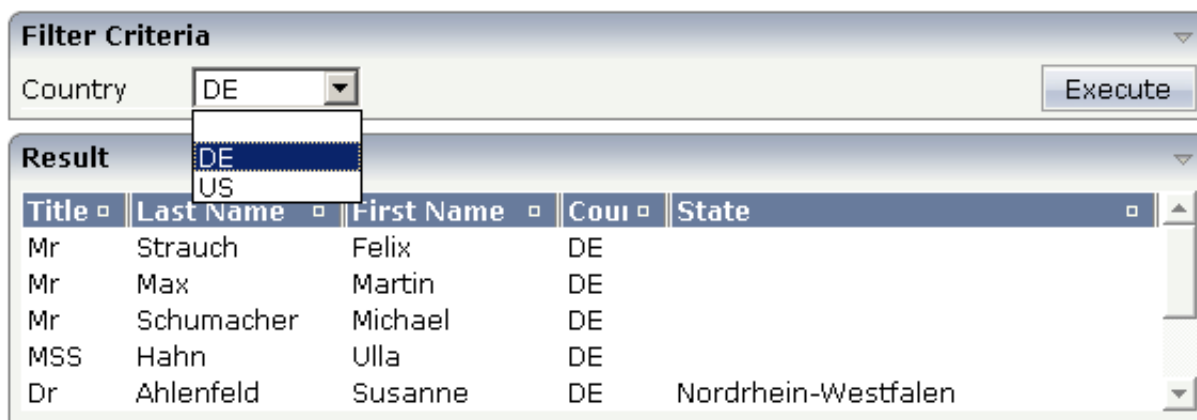 Filter Criteria
Country DE Execute
DE
Result
US
Title Last Name First Name Cour State
Mr Strauch Felix DE
Mr Max Martin DE
Mr Schumacher Michael DE
MSS Hahn Ulla DE
Dr Ahlenfeld Susanne DE Nordrhein-Westfalen